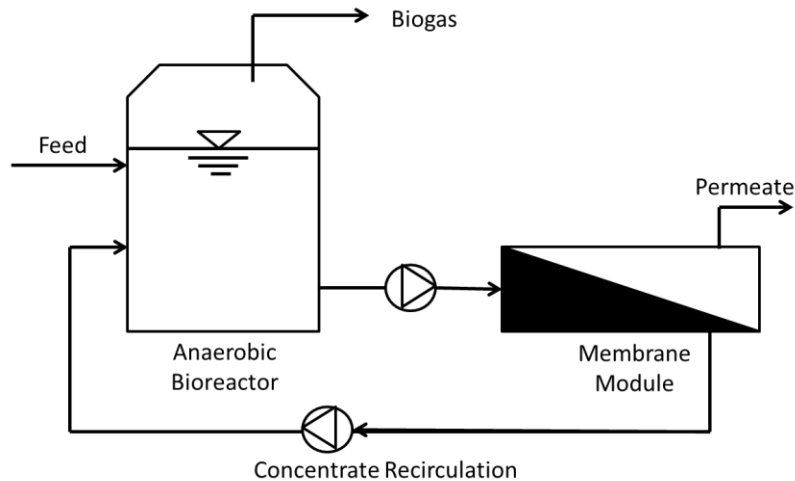 Biogas
Feed
Permeate
Anaerobic
Bioreactor
Membrane
Module
Concentrate Recirculation